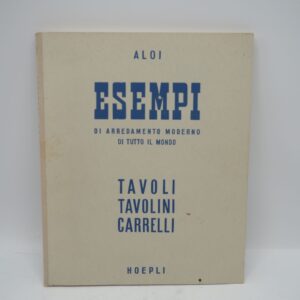 ALOI
ESEMPI
DI ARREDAMENTO MODERNO
DI TUTTO IL MONDO
TAVOLI
TAVOLINI
CARRELLI
HOEPLI